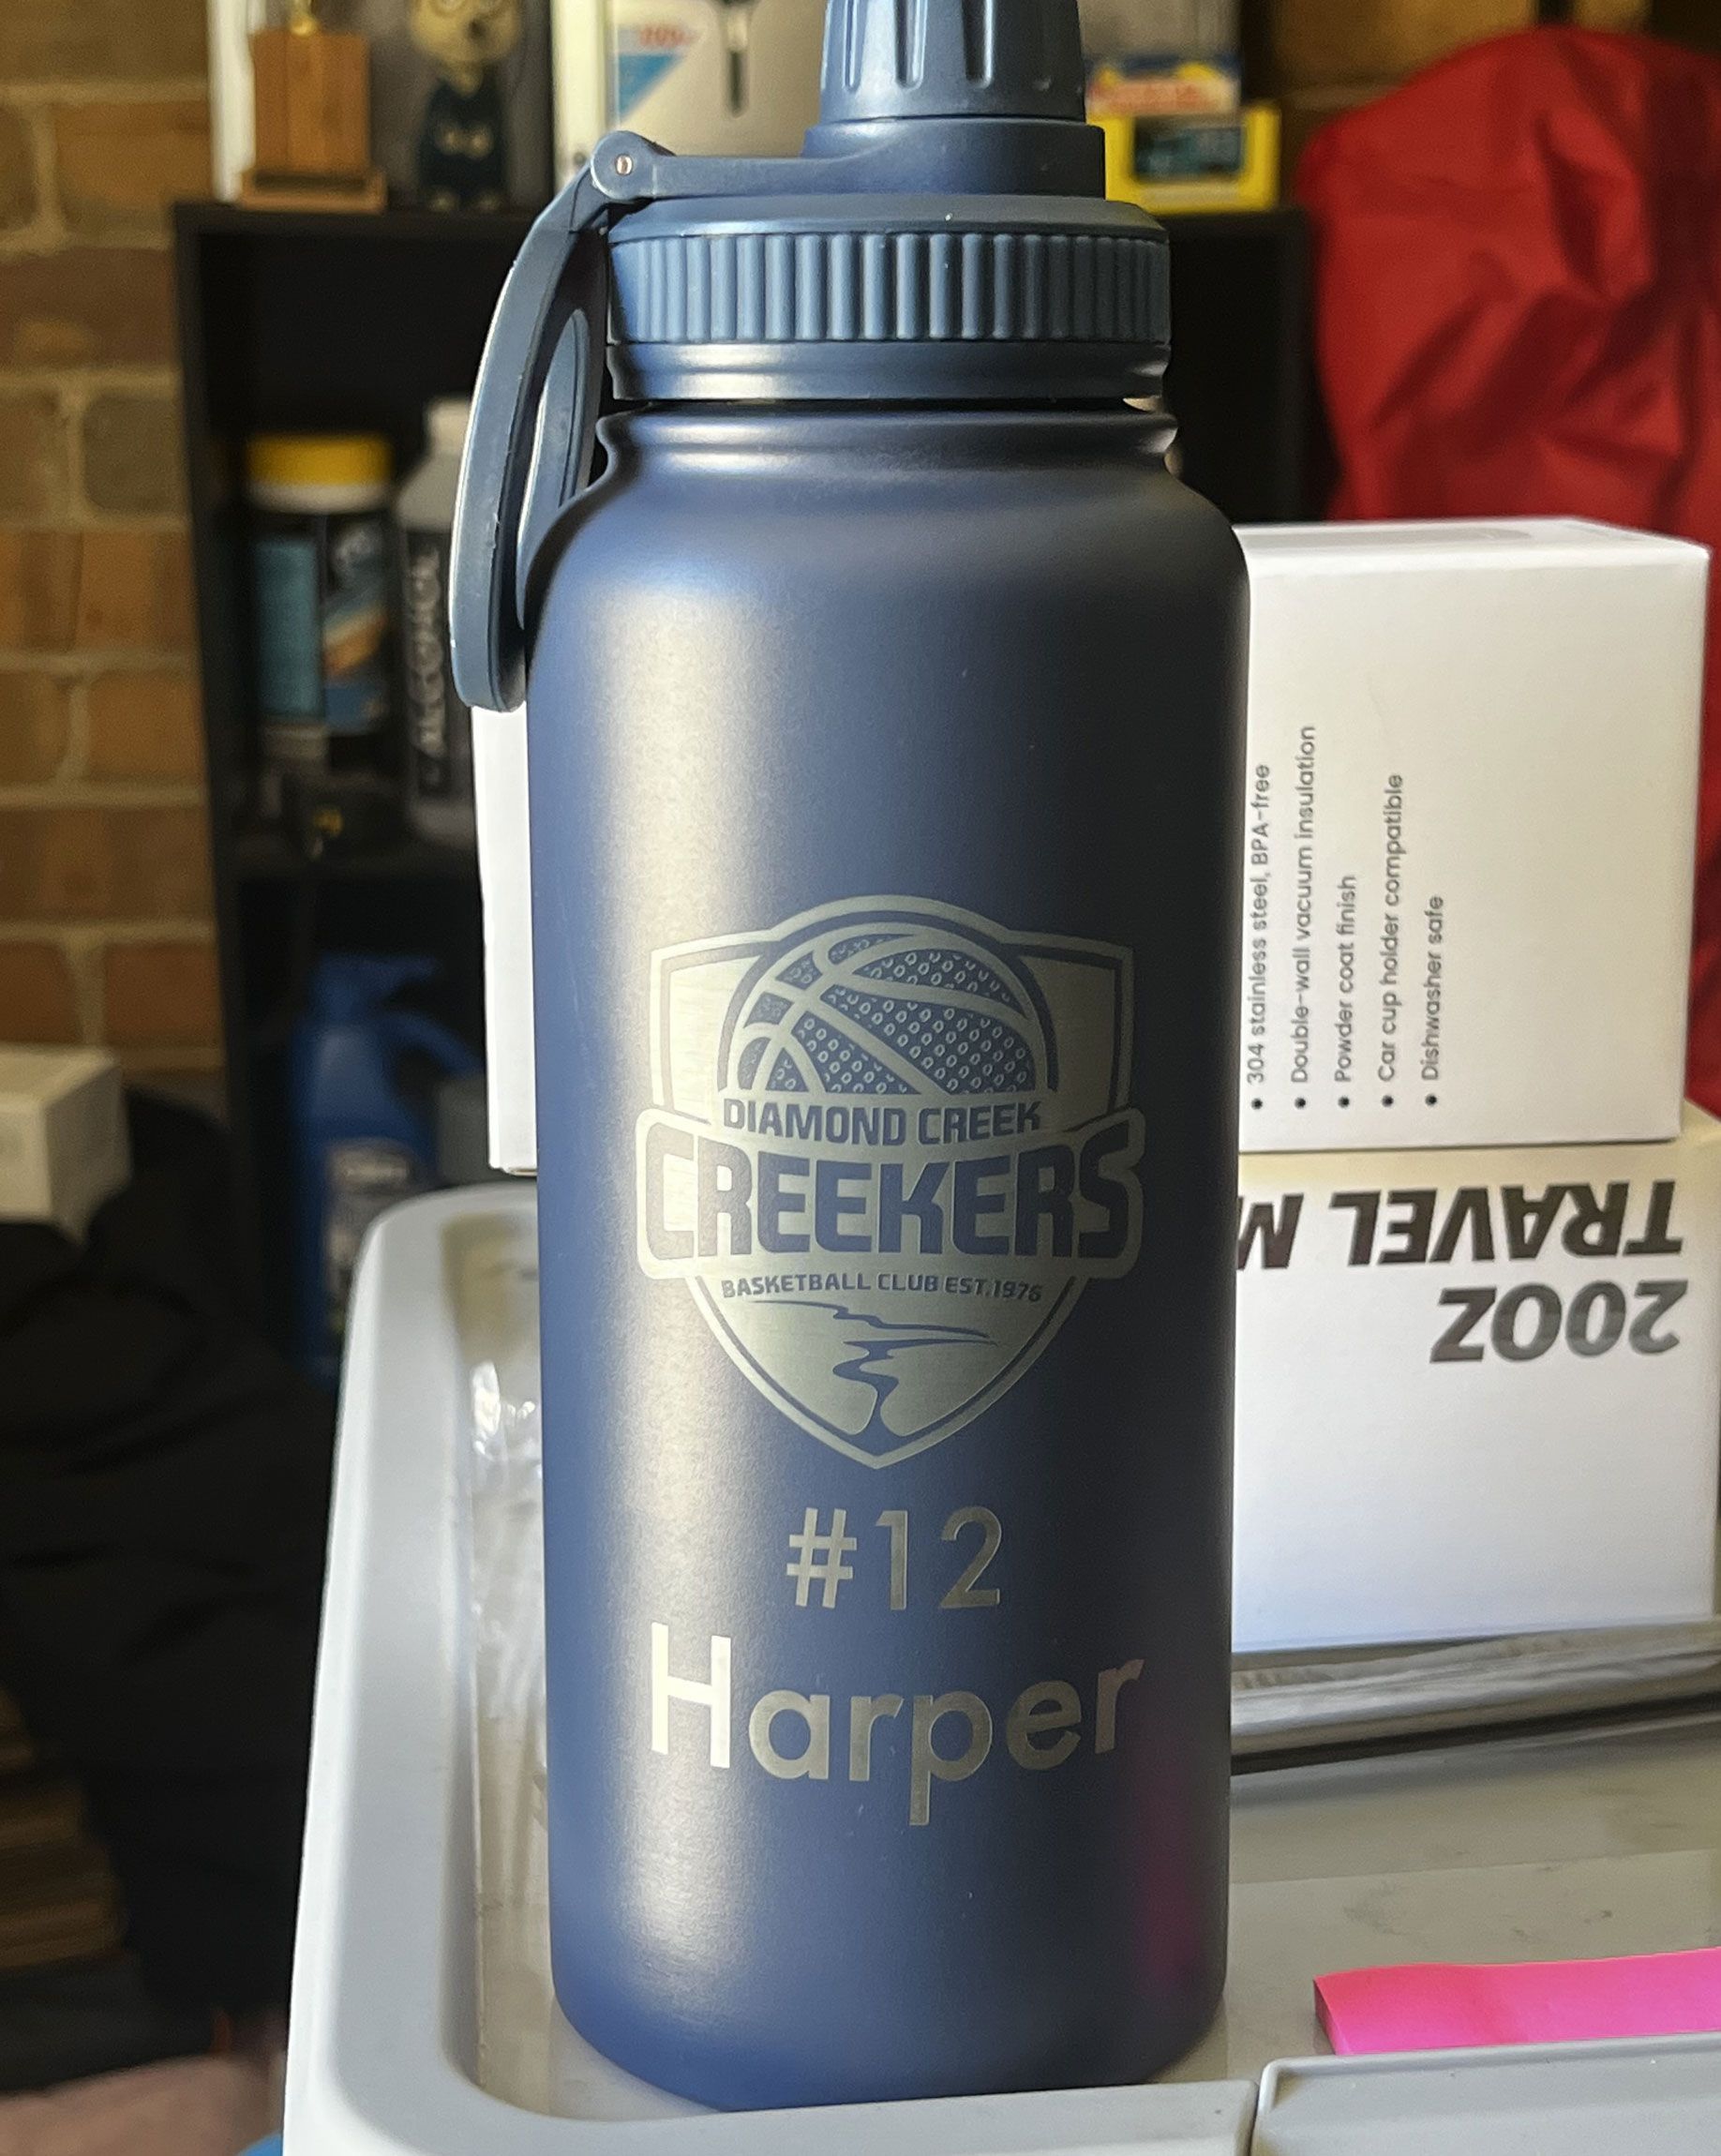 DIAMOND CREEK
CREEKERS
BASKETBALL CLUB EST.1976
#12
Harper
• 304 stainless steel, BPA-free
• Double-wall vacuum insulation
• Powder coat finish
• Car cup holder compatible
• Dishwasher safe
20OZ
TRAVEL M
ALCOHOL